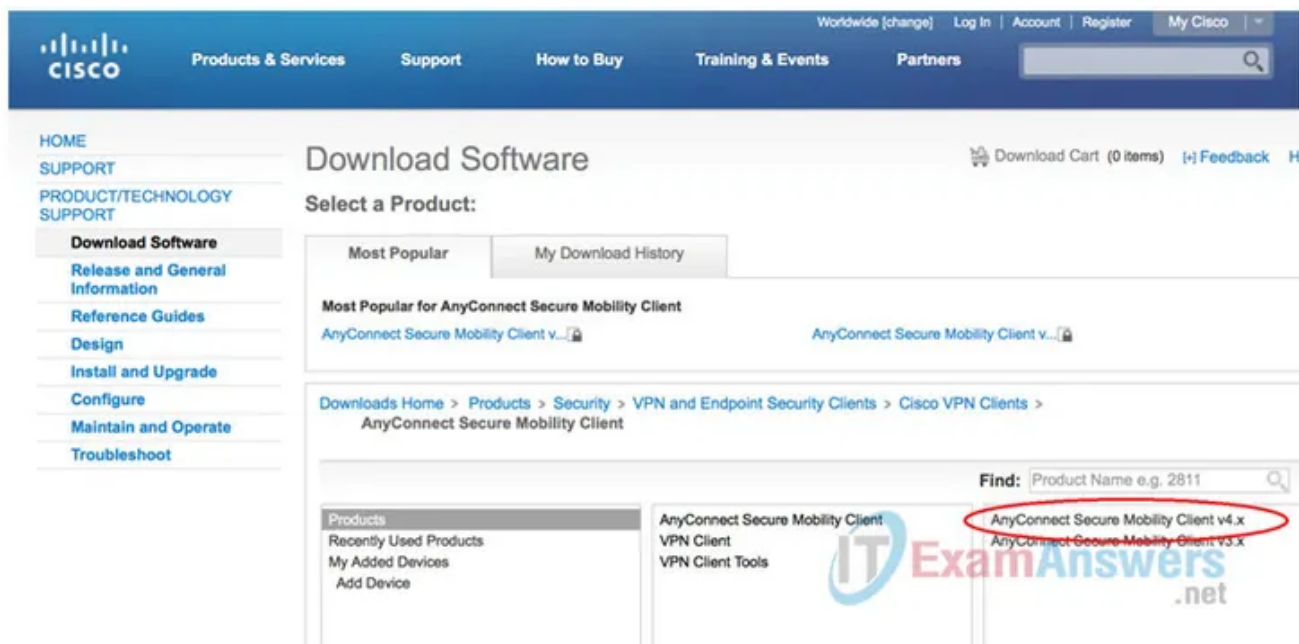 Worldwide [change] Log In | Account | Register My Cisco
CISCO
Products & Services Support How to Buy Training & Events Partners
HOME
SUPPORT
PRODUCT/TECHNOLOGY
SUPPORT
Download Software
Release and General
Information
Reference Guides
Design
Install and Upgrade
Configure
Maintain and Operate
Troubleshoot
Download Software
Download Cart (0 items) [+] Feedback H
Select a Product:
Most Popular My Download History
Most Popular for AnyConnect Secure Mobility Client
AnyConnect Secure Mobility Client v... AnyConnect Secure Mobility Client v...
Downloads Home > Products > Security > VPN and Endpoint Security Clients > Cisco VPN Clients >
AnyConnect Secure Mobility Client
Find: Product Name e.g. 2811
Products
Recently Used Products
My Added Devices
Add Device
AnyConnect Secure Mobility Client
VPN Client
VPN Client Tools
AnyConnect Secure Mobility Client v4.x
AnyConnect Secure Mobility Client v3.x
ITExamAnswers
.net